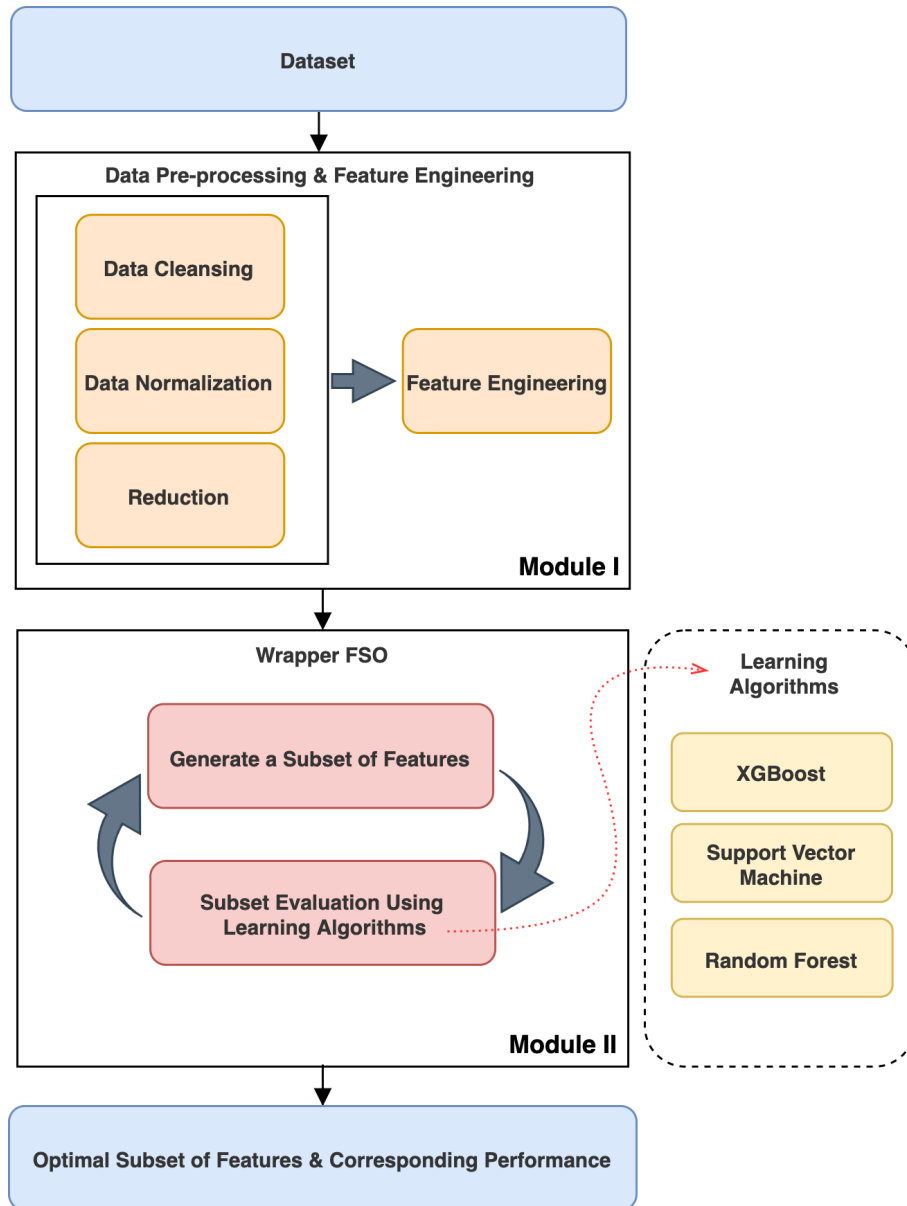 Dataset
Data Pre-processing & Feature Engineering
Data Cleansing
Data Normalization
Feature Engineering
Reduction
Module I
Wrapper FSO
Generate a Subset of Features
Subset Evaluation Using
Learning Algorithms
Module II
Learning
Algorithms
XGBoost
Support Vector
Machine
Random Forest
Optimal Subset of Features & Corresponding Performance